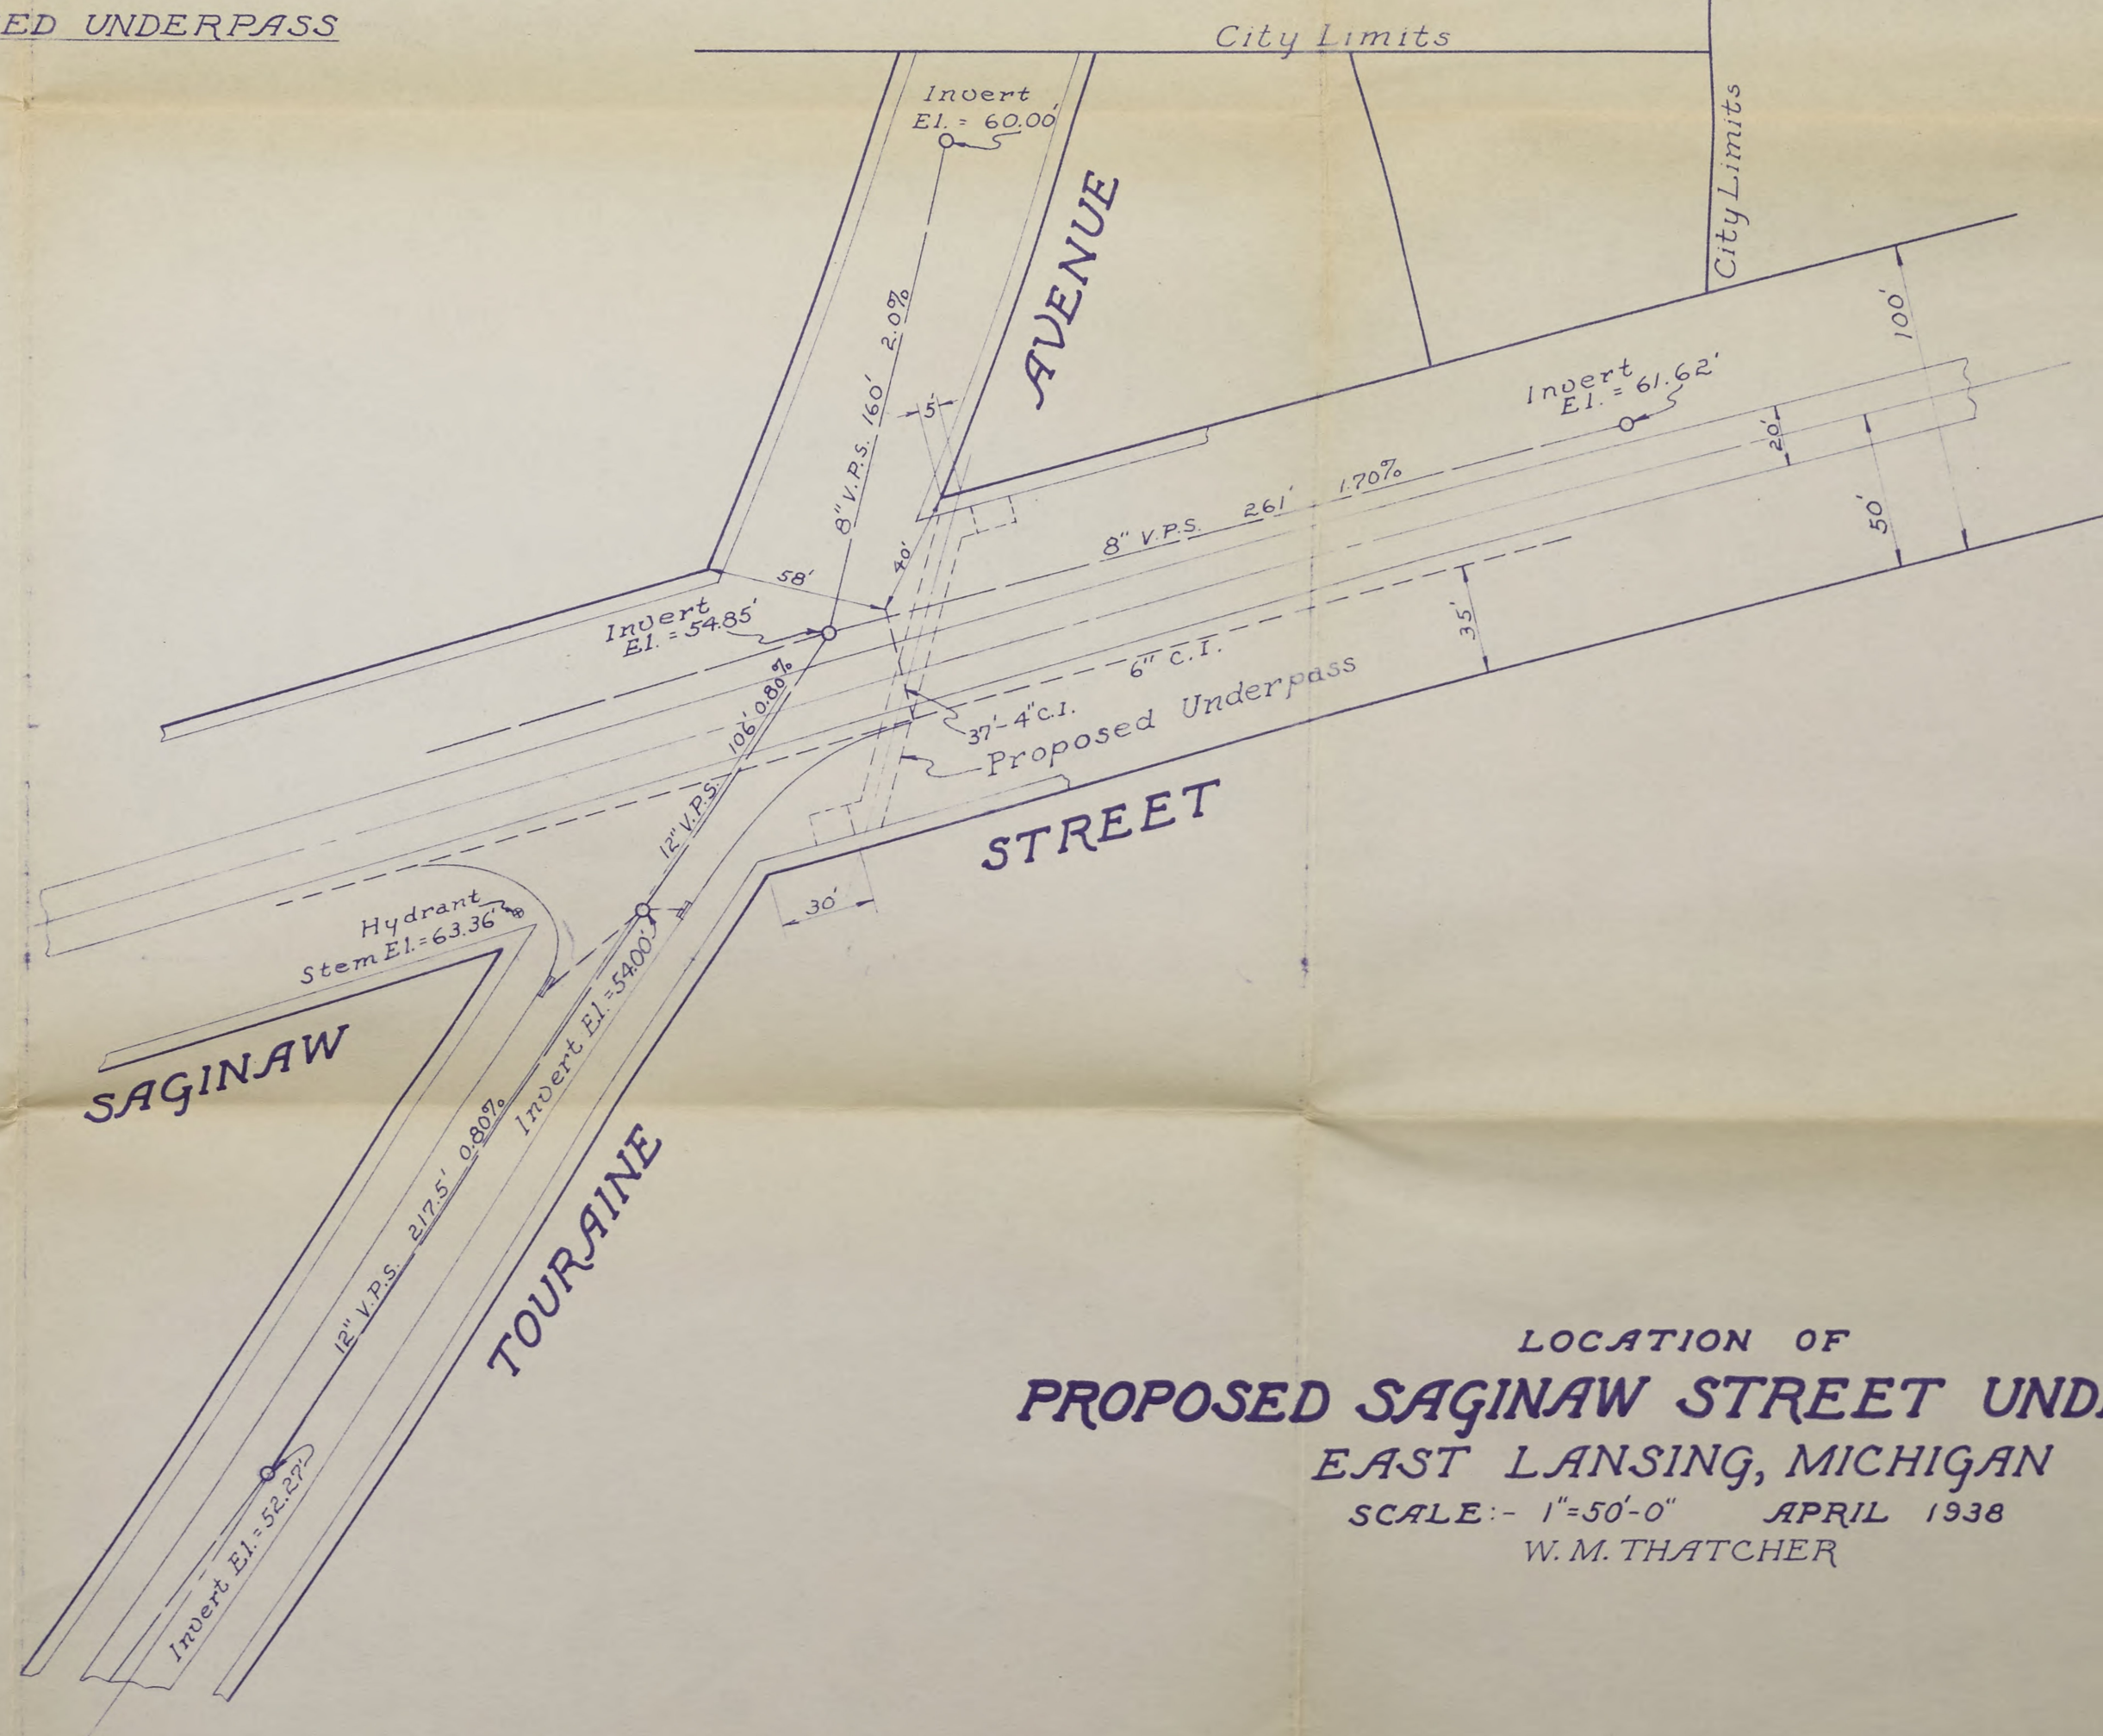 ED UNDERPASS
City Limits
City Limits
Invert
El. = 60.00'
AVENUE
8" V.P.S. 160' 2.0%
5'
100'
Invert
El. = 61.62'
20'
50'
8" V.P.S. 261' 1.70%
40'
58'
Invert
El. = 54.85'
35'
6" C.I.
37'-4" C.I.
Proposed Underpass
12" V.P.S. 106' 0.80%
STREET
30'
Hydrant
Stem El. = 63.36'
SAGINAW
Invert El. = 54.00'
12" V.P.S. 217.5' 0.80%
TOURAINE
Invert El. = 52.27'
LOCATION OF
PROPOSED SAGINAW STREET UND
EAST LANSING, MICHIGAN
SCALE:- 1"=50'-0" APRIL 1938
W. M. THATCHER